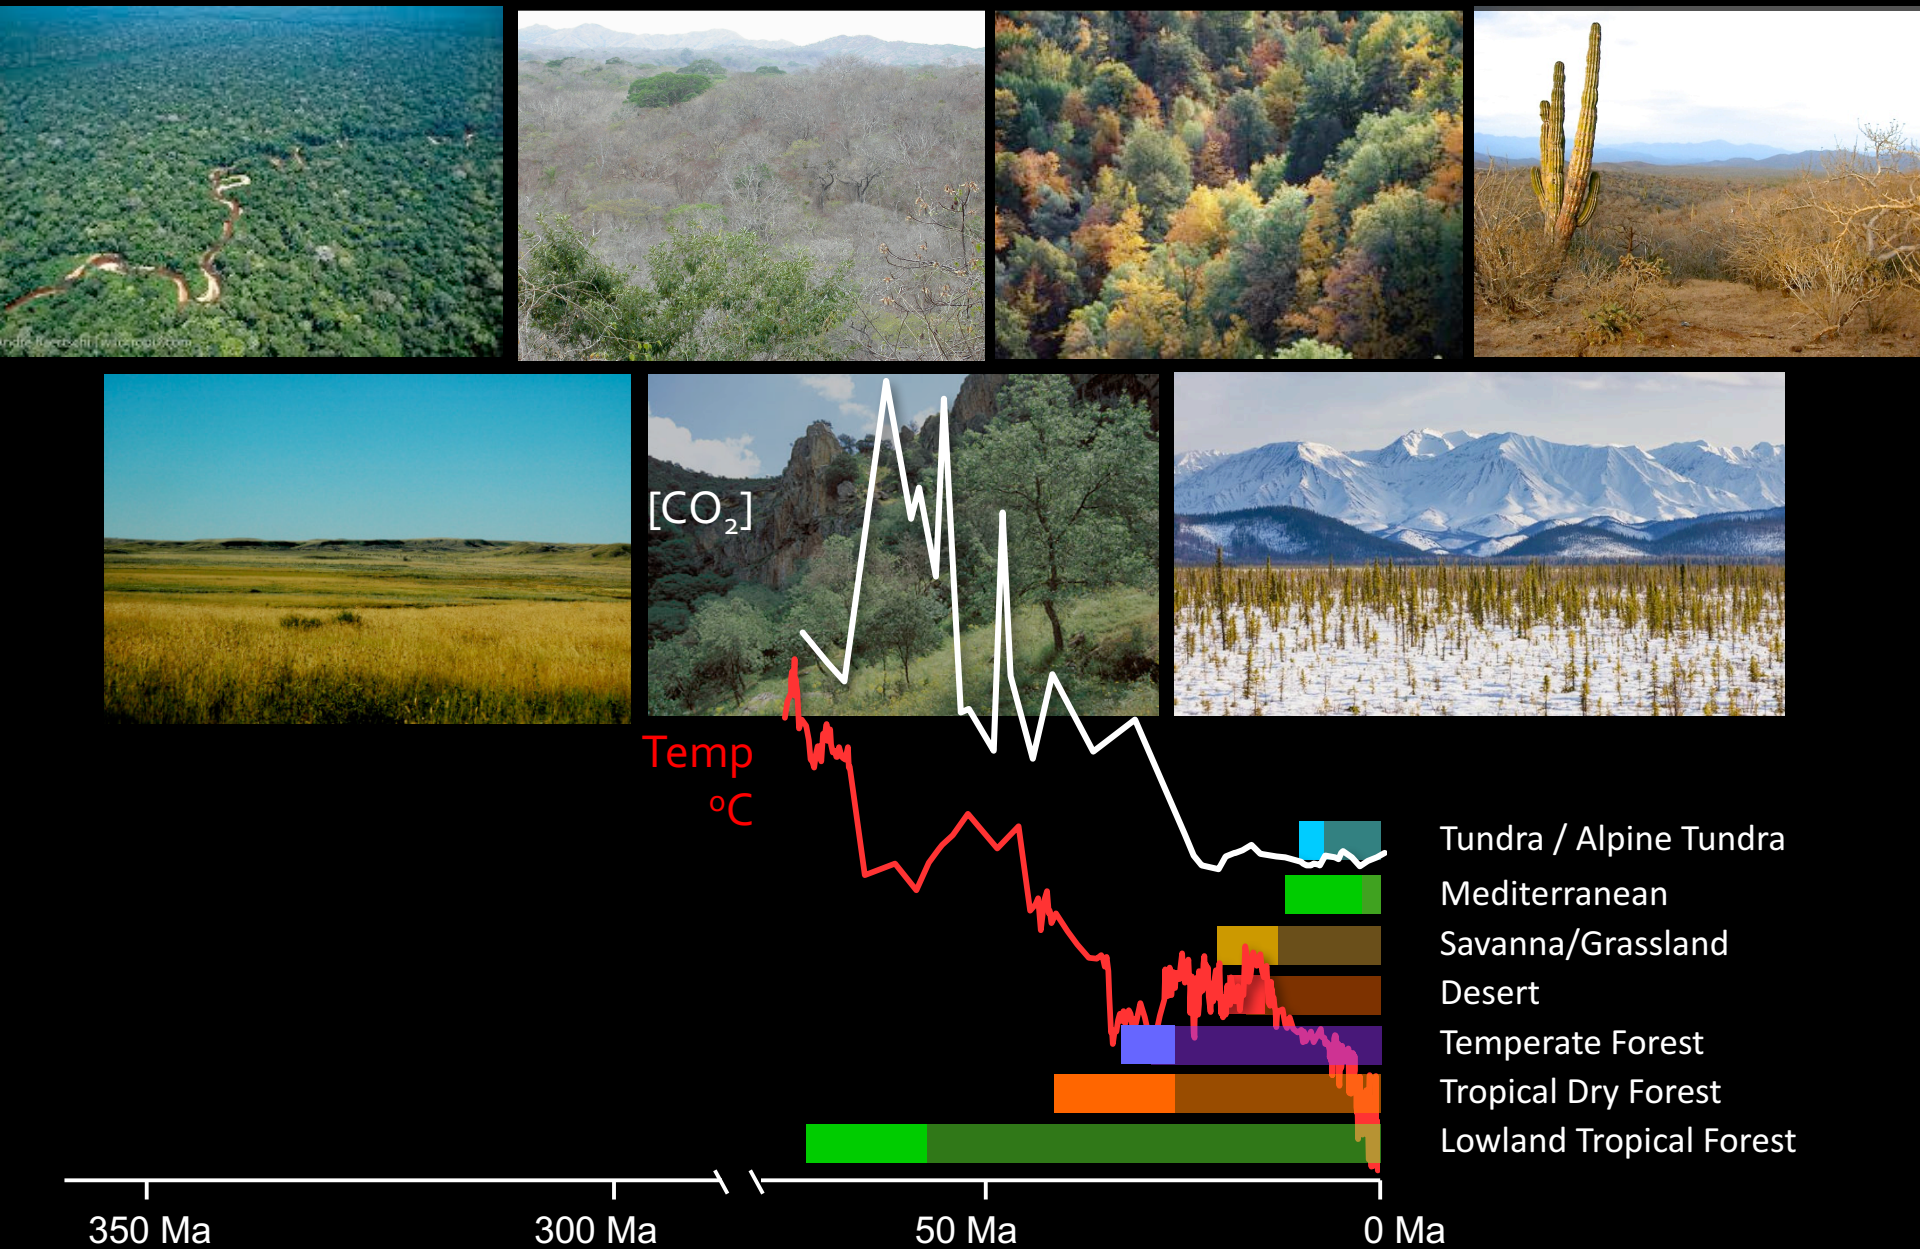 [CO₂]
Temp
ºC
Tundra / Alpine Tundra
Mediterranean
Savanna/Grassland
Desert
Temperate Forest
Tropical Dry Forest
Lowland Tropical Forest
350 Ma
300 Ma
50 Ma
0 Ma